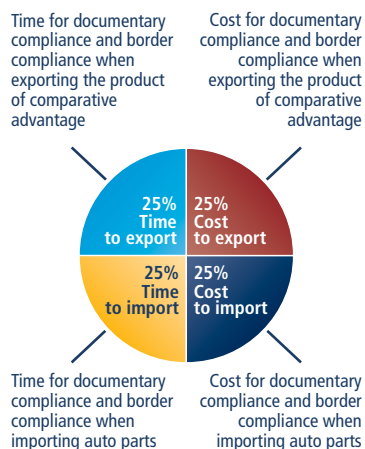 Time for documentary
compliance and border
compliance when
exporting the product
of comparative
advantage
Cost for documentary
compliance and border
compliance when
exporting the product
of comparative
advantage
25%
Time
to export
25%
Cost
to export
25%
Time
to import
25%
Cost
to import
Time for documentary
compliance and border
compliance when
importing auto parts
Cost for documentary
compliance and border
compliance when
importing auto parts